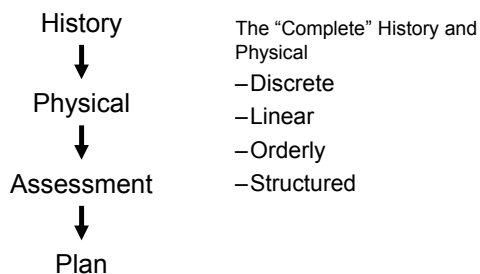 History
Physical
Assessment
Plan
The “Complete” History and
Physical
–Discrete
–Linear
–Orderly
–Structured